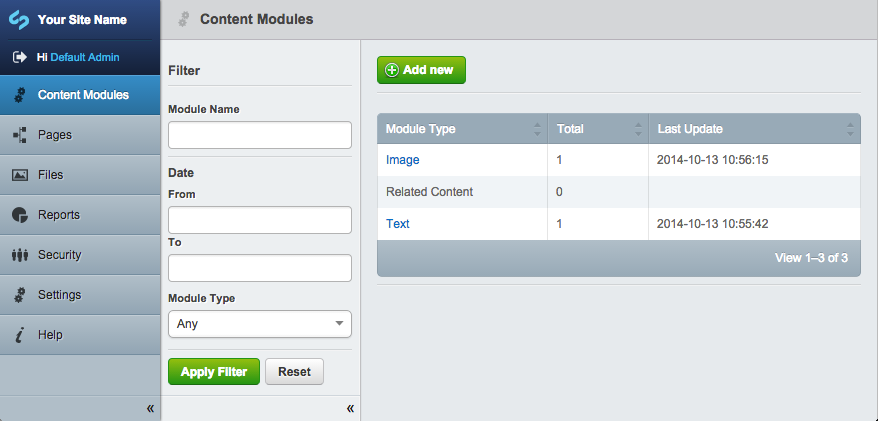 Your Site Name
Hi Default Admin
Content Modules
Pages
Files
Reports
Security
Settings
Help
«
Content Modules
Filter
Module Name
Date
From
To
Module Type
Any
Apply Filter Reset
«
Add new
Module Type Total Last Update
Image 1 2014-10-13 10:56:15
Related Content 0
Text 1 2014-10-13 10:55:42
View 1–3 of 3